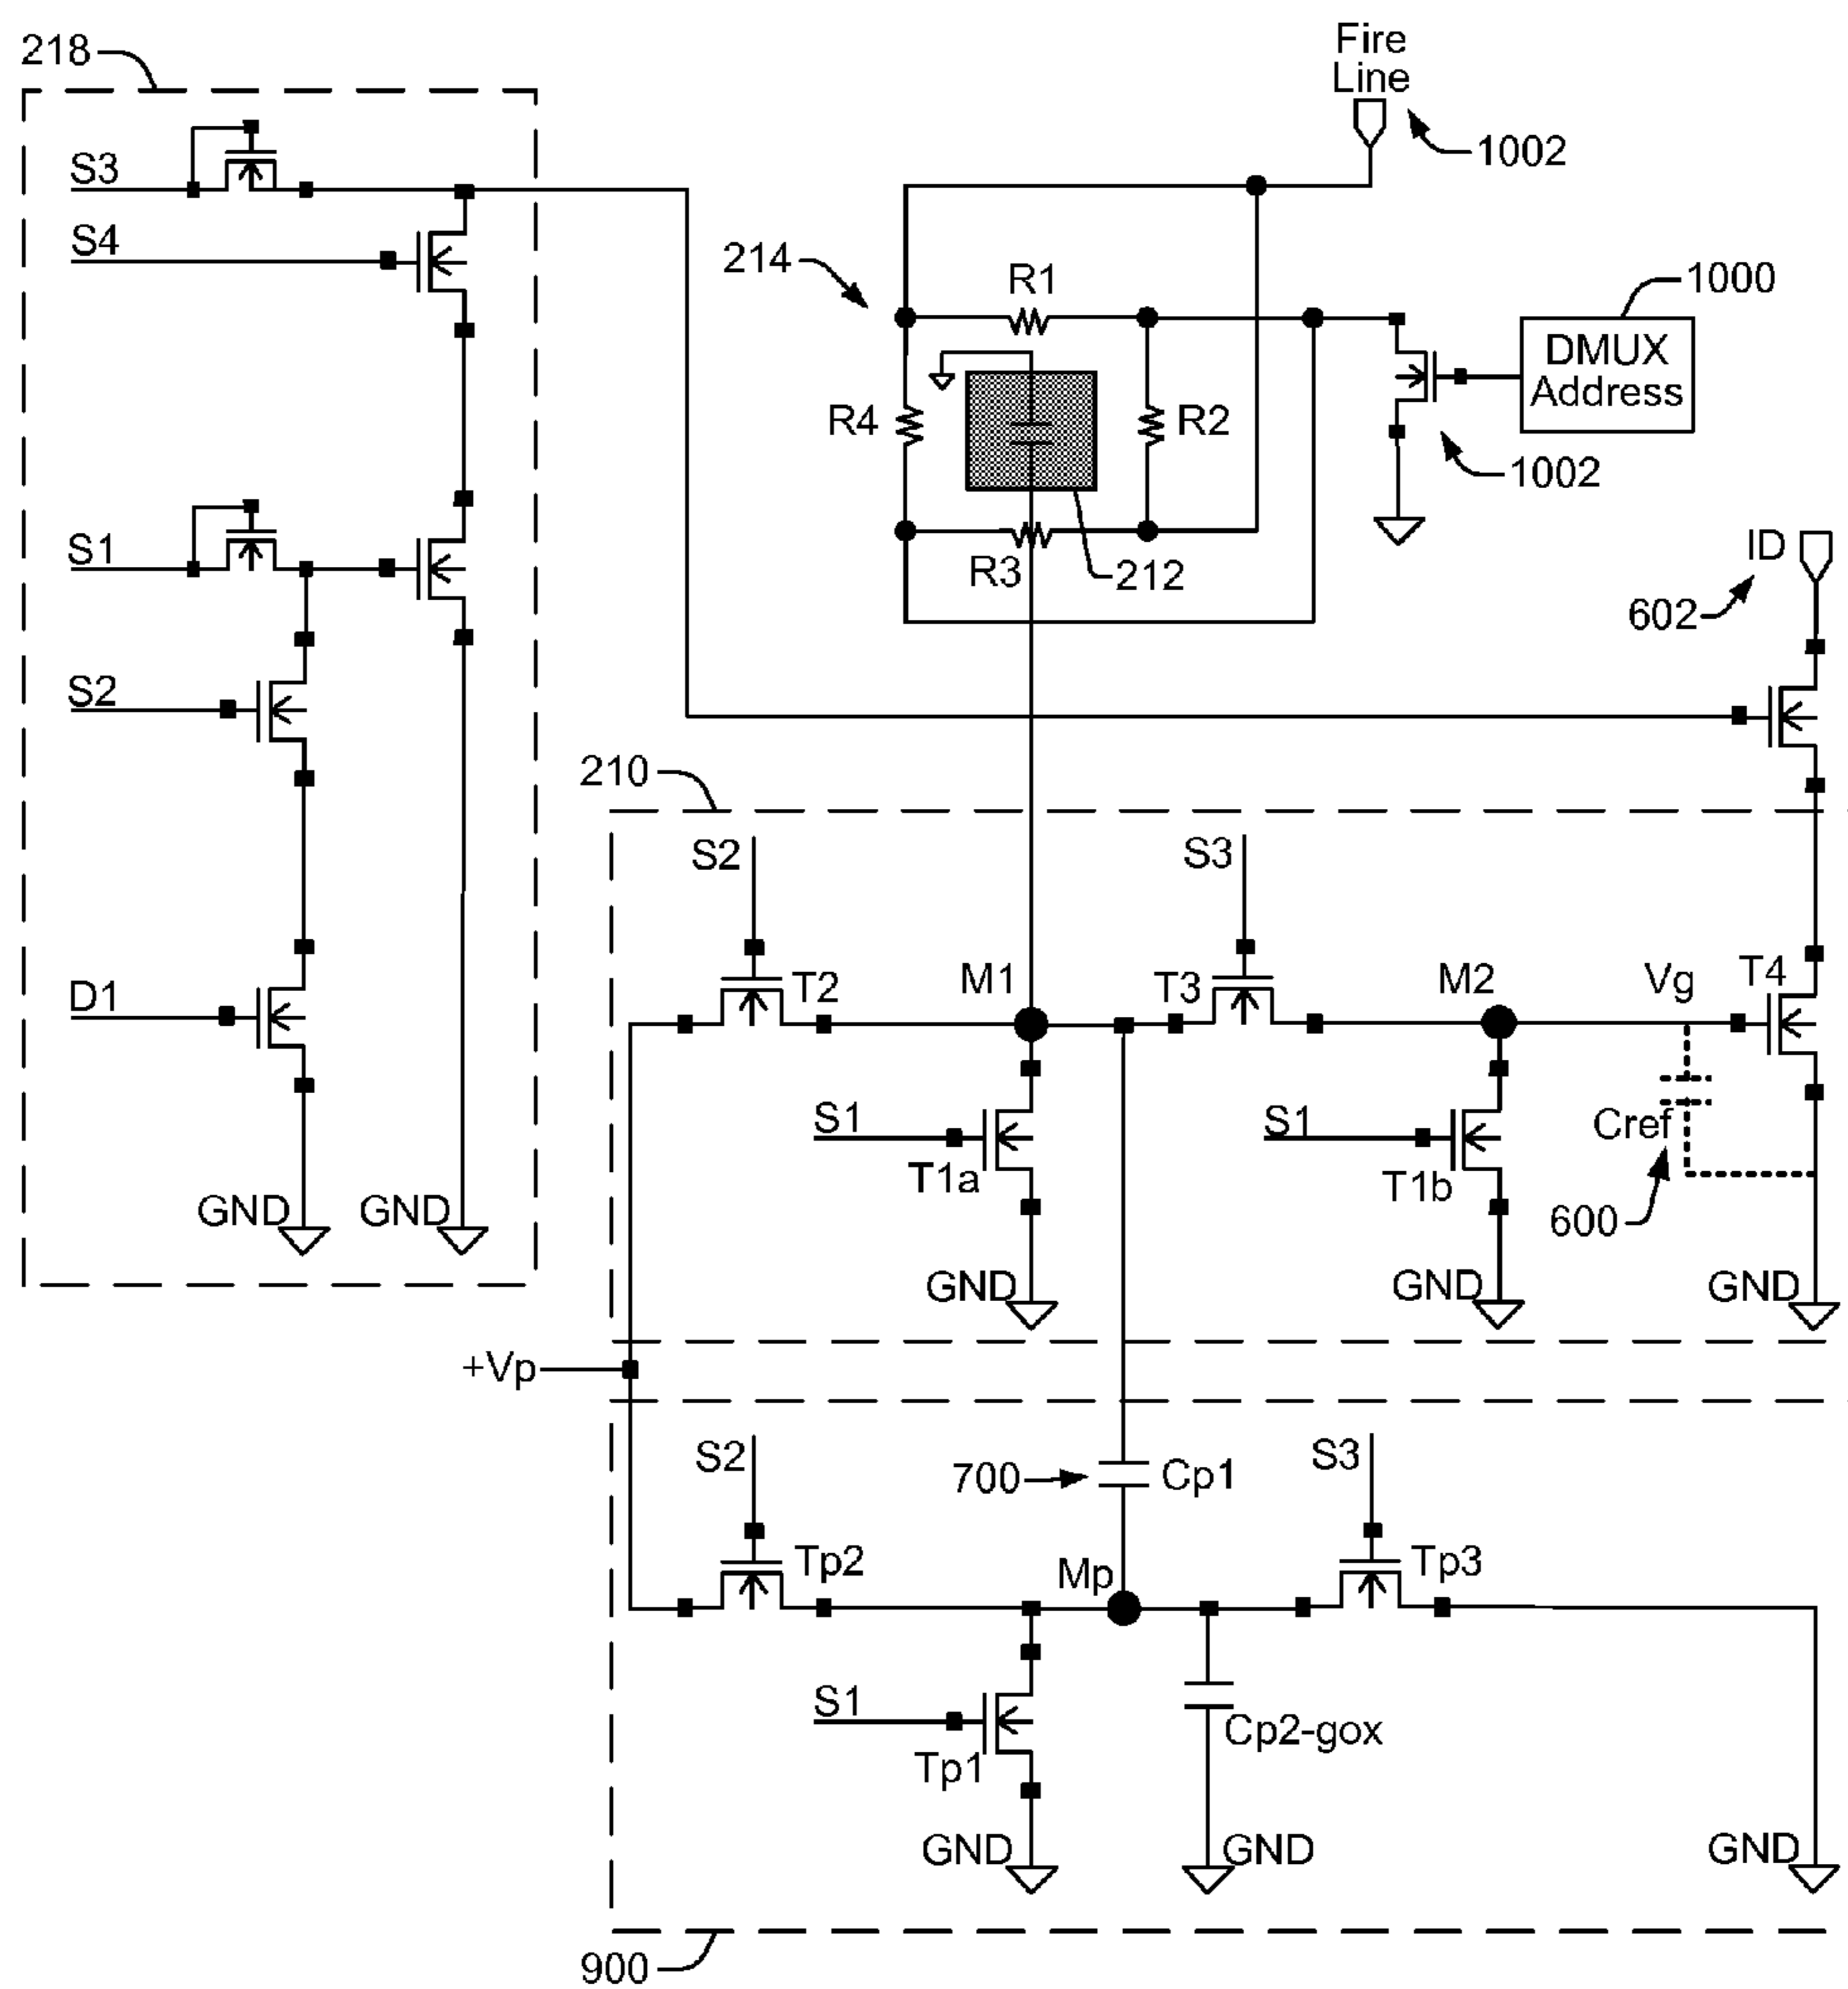 Fire
Line
218
1002
S3
S4
214
R1
1000
DMUX
Address
R4
R2
1002
S1
R3
212
ID
602
S2
210
S2
S3
D1
T2
M1
T3
M2
Vg
T4
S1
T1a
S1
T1b
Cref
600
GND
GND
GND
GND
GND
+Vp
S2
700
Cp1
S3
Tp2
Mp
Tp3
S1
Tp1
Cp2-gox
GND
GND
GND
900